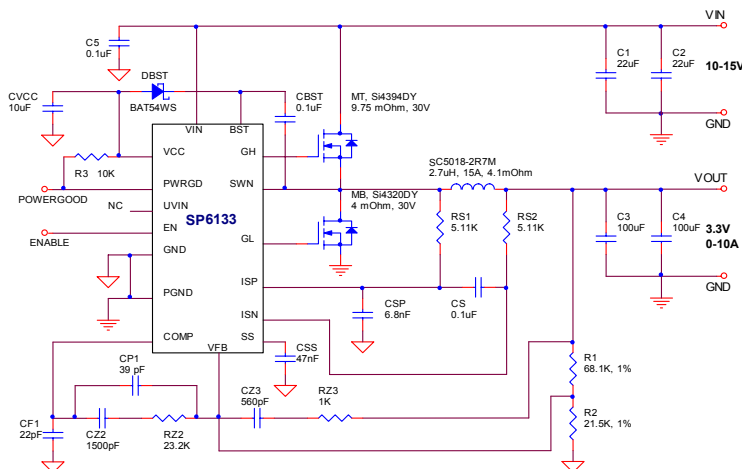 VIN
C5
0.1uF
C1
22uF
C2
22uF
10-15V
DBST
CVCC
10uF
BAT54WS
CBST
0.1uF
MT, Si4394DY
9.75 mOhm, 30V
GND
VIN
BST
VCC
GH
R3 10K
SC5018-2R7M
2.7uH, 15A, 4.1mOhm
PWRGD
SWN
VOUT
POWERGOOD
NC
UVIN
SP6133
MB, Si4320DY
4 mOhm, 30V
RS1
5.11K
RS2
5.11K
C3
100uF
C4
100uF
3.3V
0-10A
ENABLE
EN
GL
GND
GND
ISP
PGND
CSP
6.8nF
CS
0.1uF
ISN
COMP
SS
VFB
CSS
47nF
CP1
39 pF
R1
68.1K, 1%
CZ3
560pF
RZ3
1K
CF1
22pF
CZ2
1500pF
RZ2
23.2K
R2
21.5K, 1%